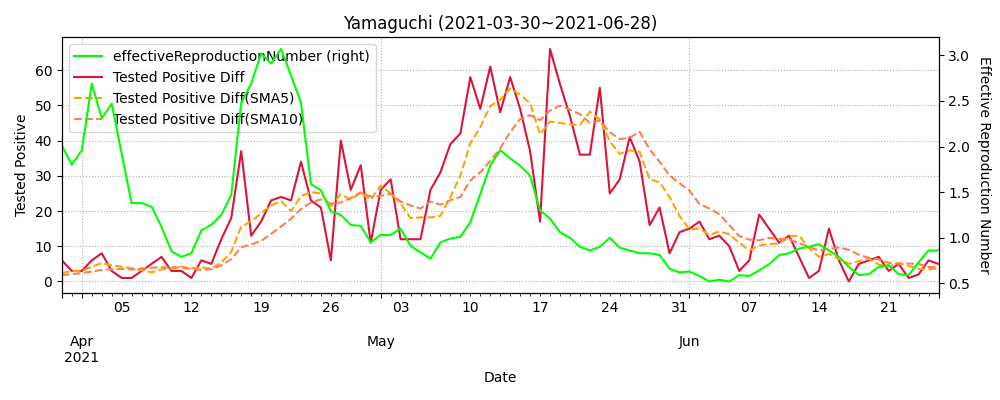 Yamaguchi (2021-03-30~2021-06-28)
effectiveReproductionNumber (right)
Tested Positive Diff
Tested Positive Diff(SMA5)
Tested Positive Diff(SMA10)
Tested Positive
60
50
40
30
20
10
0
3.0
2.5
2.0
1.5
1.0
0.5
Effective Reproduction Number
05 12 19 26 03 10 17 24 31 07 14 21
Apr May Jun
2021
Date